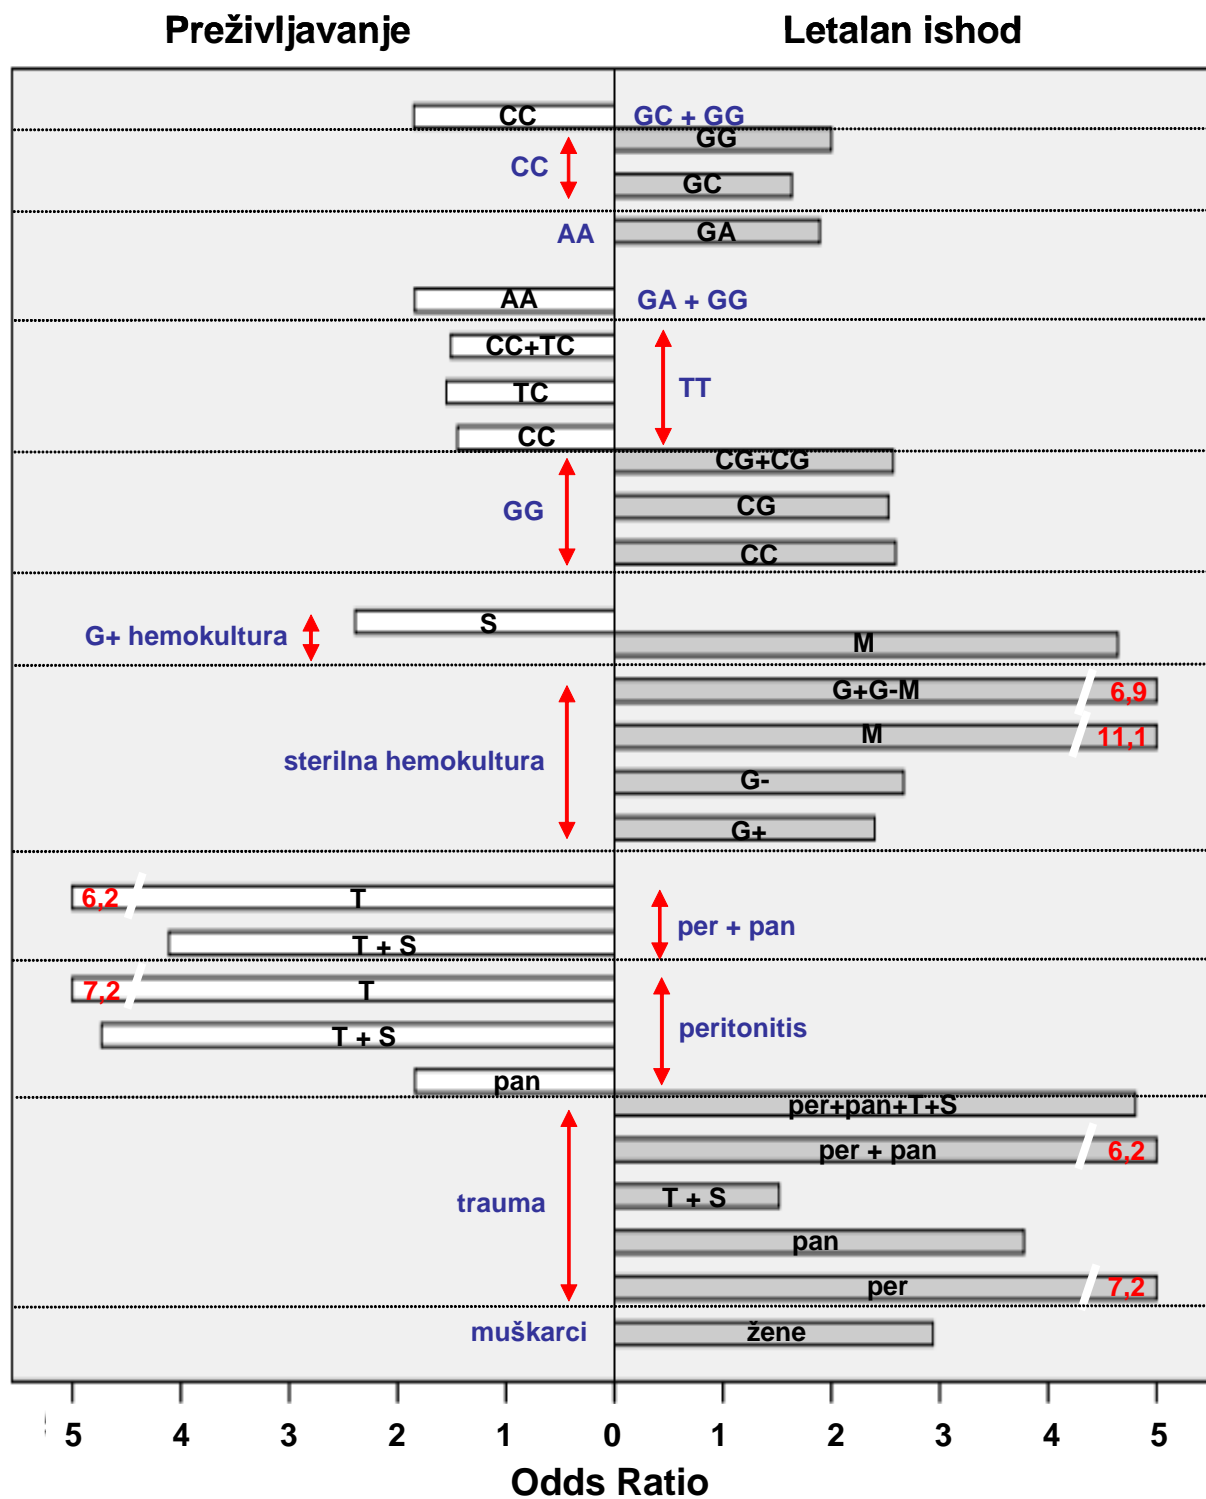 Preživljavanje Letalan ishod
CC GC + GG
GG
CC
GC
AA GA
AA GA + GG
CC+TC
TC TT
CC
CG+CG
GG CG
CC
S
G+ hemokultura M
G+G-M 6,9
M 11,1
sterilna hemokultura
G-
G+
6,2 T
per + pan
T + S
7,2 T
peritonitis
T + S
pan
per+pan+T+S
per + pan 6,2
trauma T + S
pan
per 7,2
muškarci žene
5 4 3 2 1 0 1 2 3 4 5
Odds Ratio